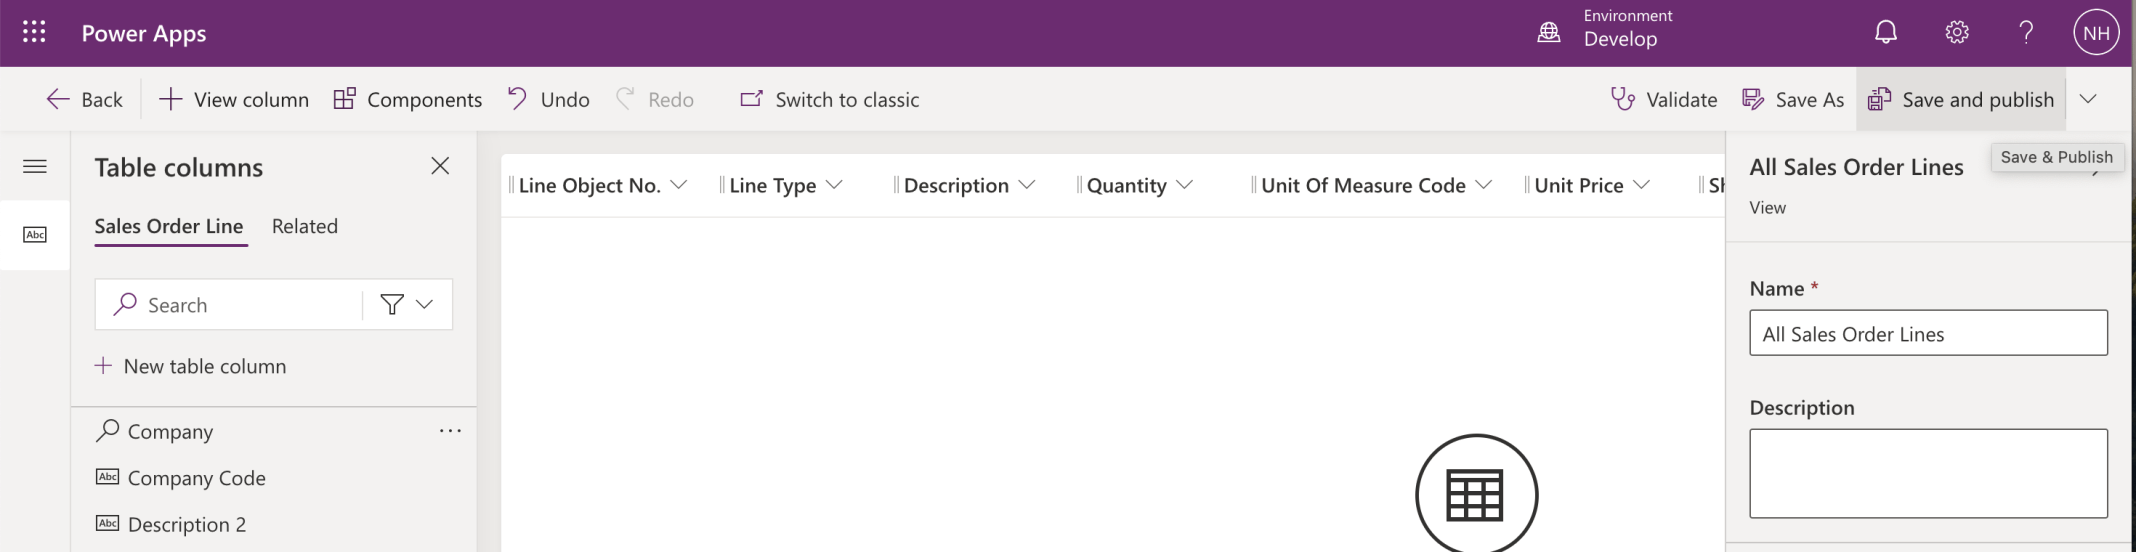 Power Apps
Environment
Develop
NH
Back
View column
Components
Undo
Redo
Switch to classic
Validate
Save As
Save and publish
Save & Publish
Table columns
Sales Order Line
Related
Search
New table column
Company
Abc Company Code
Abc Description 2
Abc
Line Object No.
Line Type
Description
Quantity
Unit Of Measure Code
Unit Price
All Sales Order Lines
View
Name *
All Sales Order Lines
Description